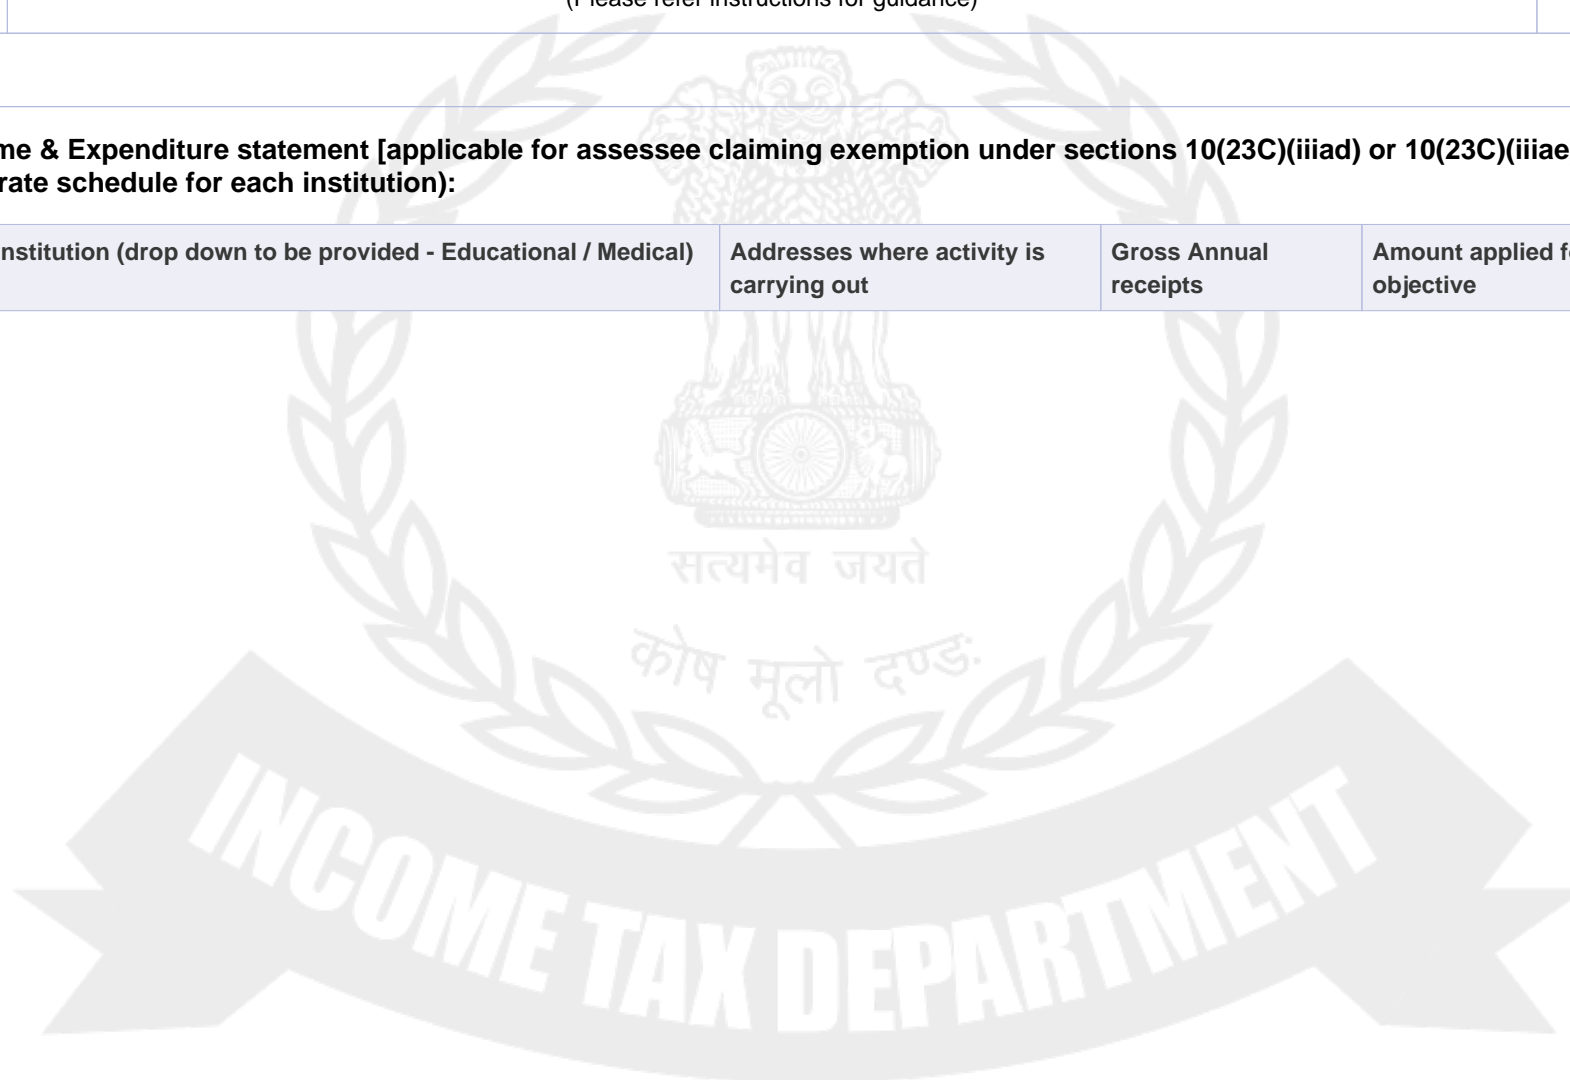 (Please refer instructions for guidance)
me & Expenditure statement [applicable for assessee claiming exemption under sections 10(23C)(iiiad) or 10(23C)(iiiae
rate schedule for each institution):
nstitution (drop down to be provided - Educational / Medical)
Addresses where activity is
carrying out
Gross Annual
receipts
Amount applied f
objective
सत्यमेव जयते
कोष मूलो दण्डः
INCOME TAX DEPARTMENT